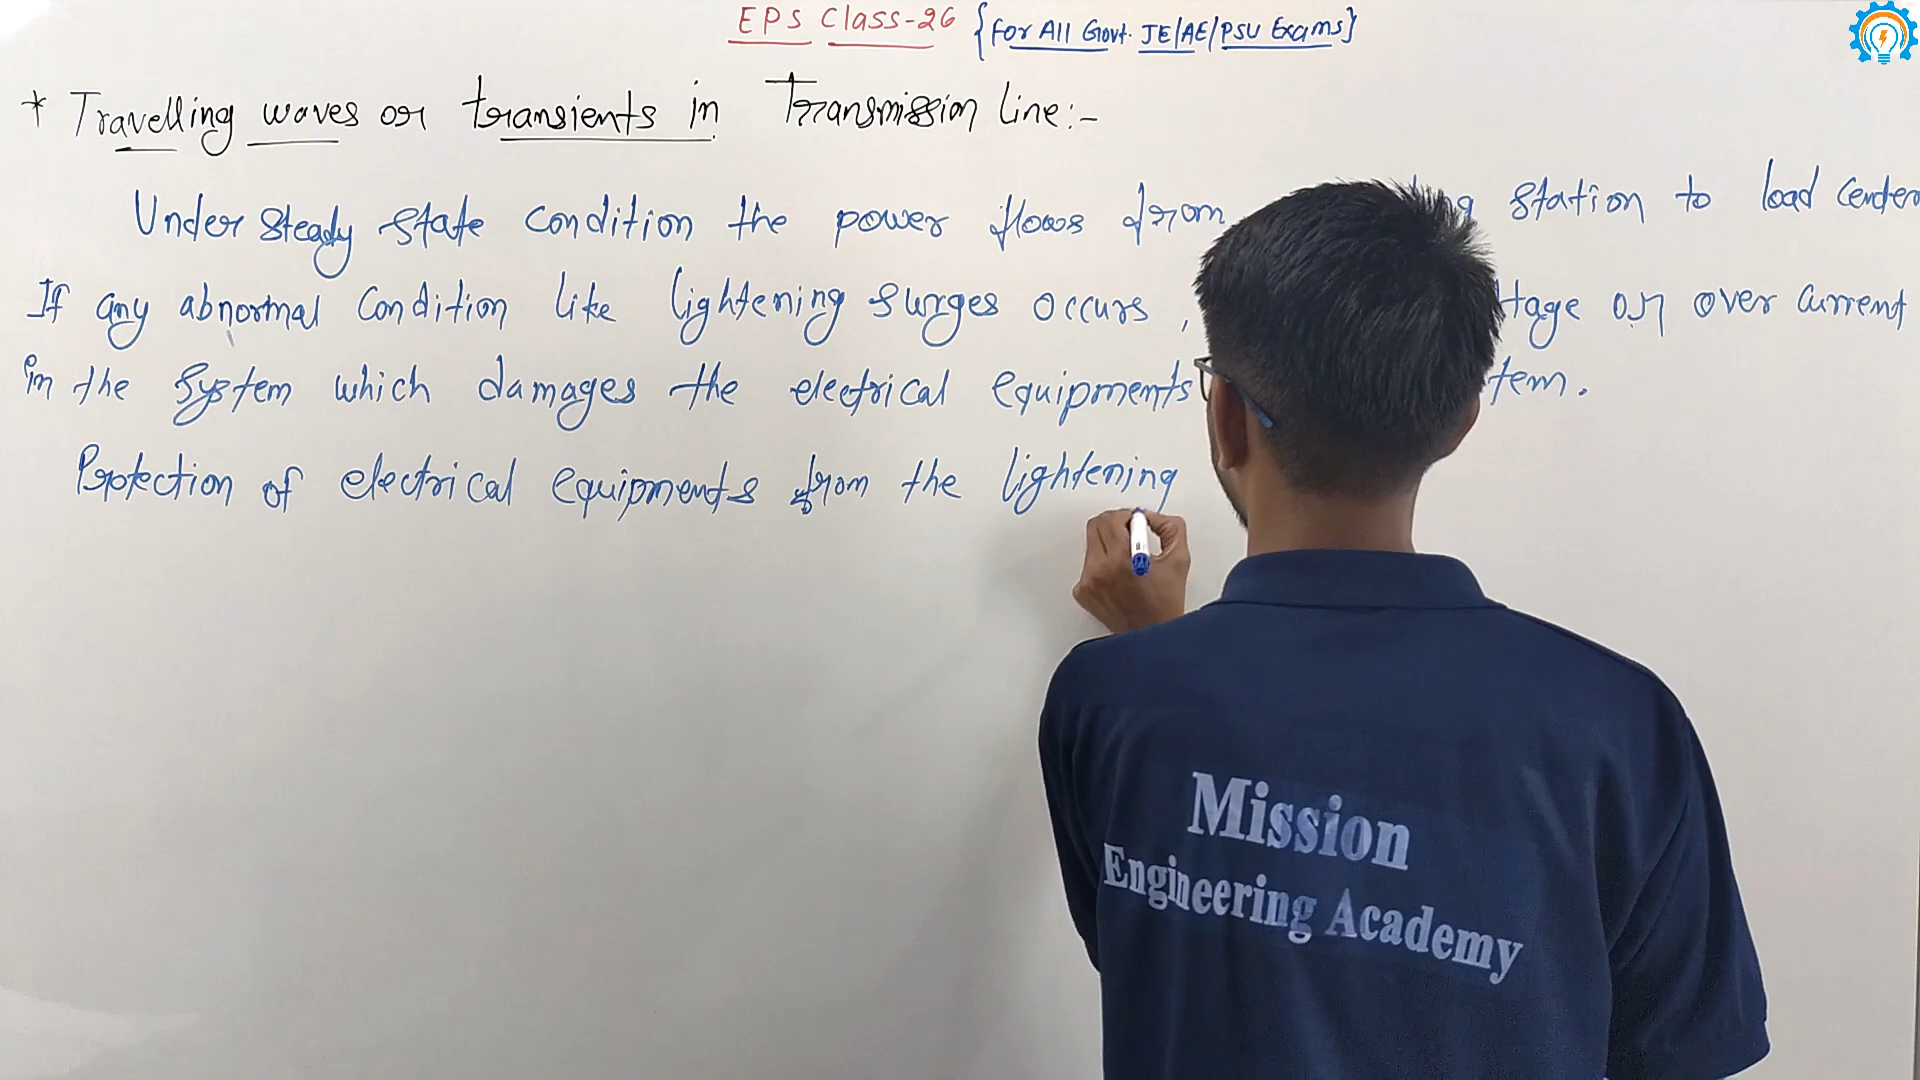 EPS Class-26 {For All Govt. JE/AE/PSU Exams}
* Travelling waves or transients in Transmission Line:-
Under steady state condition the power flows from station to load center
If any abnormal condition like lightening surges occurs, or over current
in the system which damages the electrical equipments
Protection of electrical equipments from the lightening
Mission
Engineering Academy